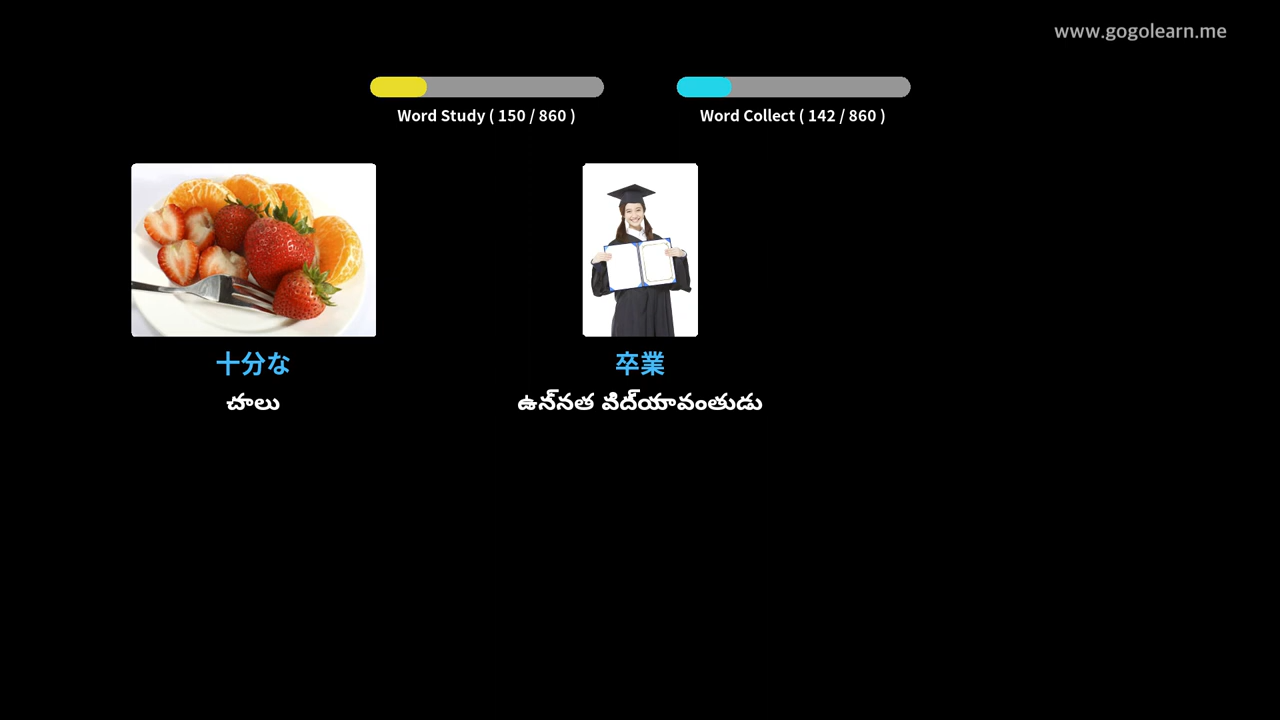 www.gogolearn.me
Word Study ( 150 / 860 )
Word Collect ( 142 / 860 )
十分な
చాలు
卒業
ఉన్‌నత విద్‌యావంతుడు